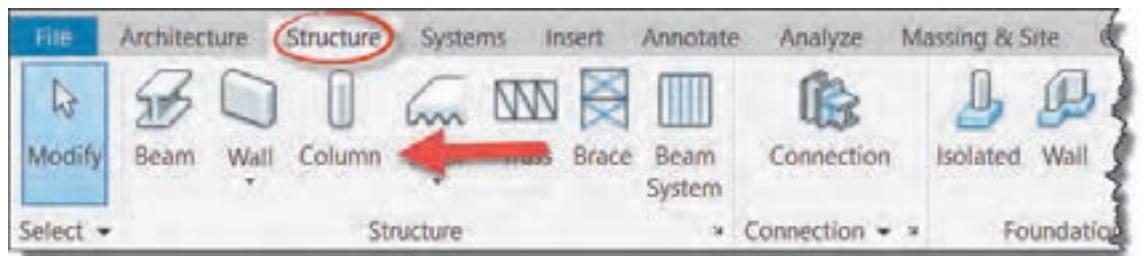 File Architecture Structure Systems Insert Annotate Analyze Massing & Site
Modify Beam Wall Column Brace Beam System Connection Isolated Wall
Select Structure Connection